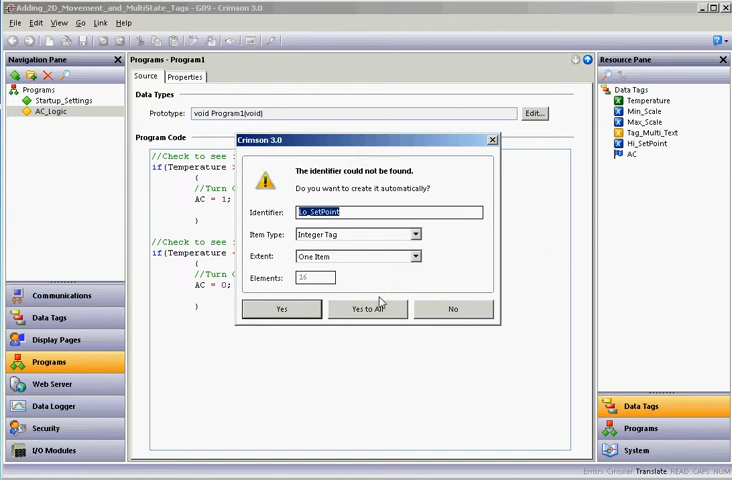 Adding_2D_Movement_and_MultiState_Tags - G09 - Crimson 3.0
File Edit View Go Link Help
Navigation Pane
Programs
Startup_Settings
AC_Logic
Communications
Data Tags
Display Pages
Programs
Web Server
Data Logger
Security
I/O Modules
Programs - Program1
Source Properties
Data Types
Prototype: void Program1(void) Edit...
Program Code
//Check to see
if(Temperature >
{
//Turn
AC = 1;
}
//Check to see
if(Temperature
{
//Turn
AC = 0;
}
Crimson 3.0
The identifier could not be found.
Do you want to create it automatically?
Identifier: Lo_SetPoint
Item Type: Integer Tag
Extent: One Item
Elements: 16
Yes Yes to All No
Resource Pane
Data Tags
Temperature
Min_Scale
Max_Scale
Tag_Multi_Text
Hi_SetPoint
AC
Data Tags
Programs
System
Errors Circular Translate READ CAPS NUM